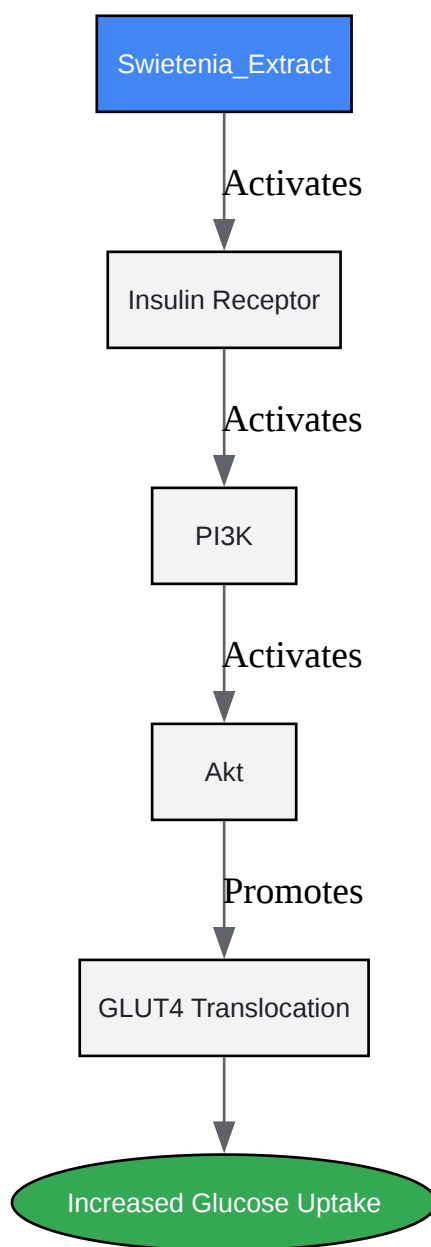 Swietenia_Extract
Activates
Insulin Receptor
Activates
PI3K
Activates
Akt
Promotes
GLUT4 Translocation
Increased Glucose Uptake